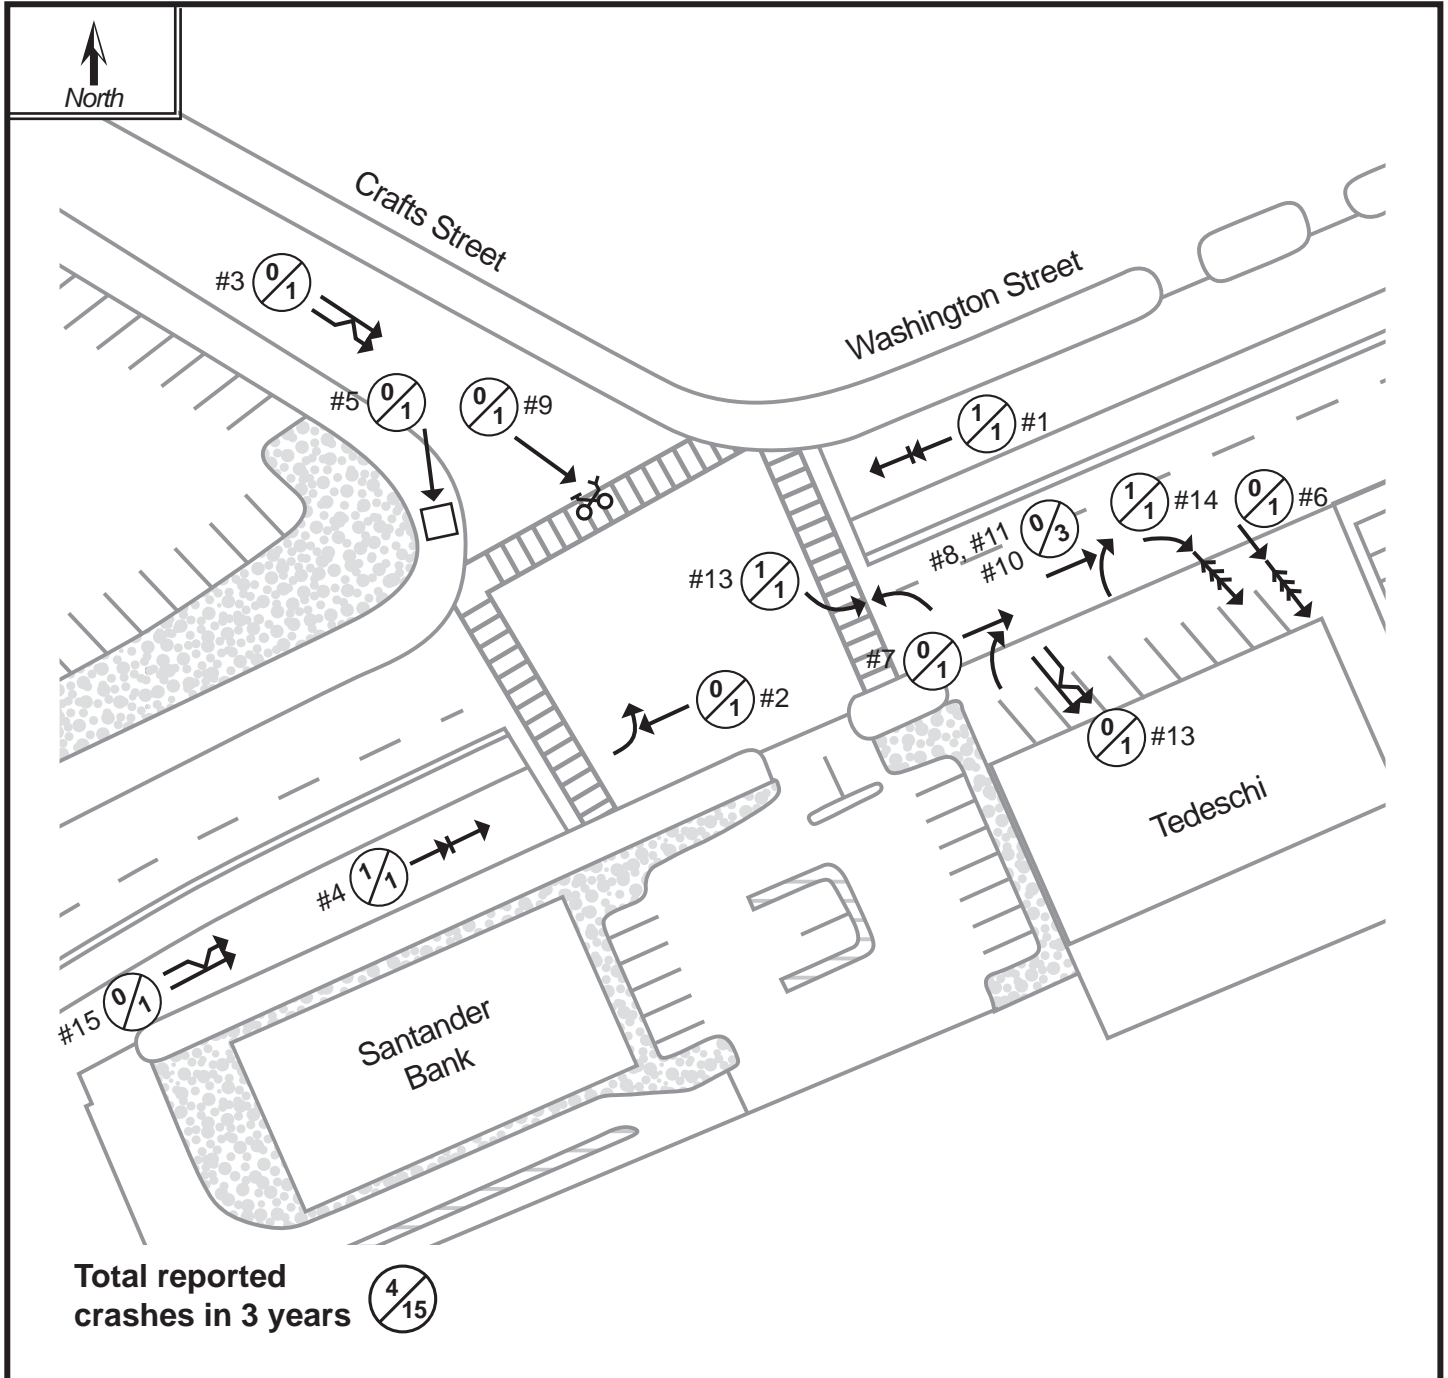 North
Crafts Street
Washington Street
#3 0/1
#5 0/1
0/1 #9
1/1 #1
1/1 #14
0/1 #6
#8, #11
#10
0/3
#13 1/1
#7 0/1
0/1 #2
0/1 #13
Tedeschi
#4 1/1
#15 0/1
Santander
Bank
Total reported
crashes in 3 years 4/15